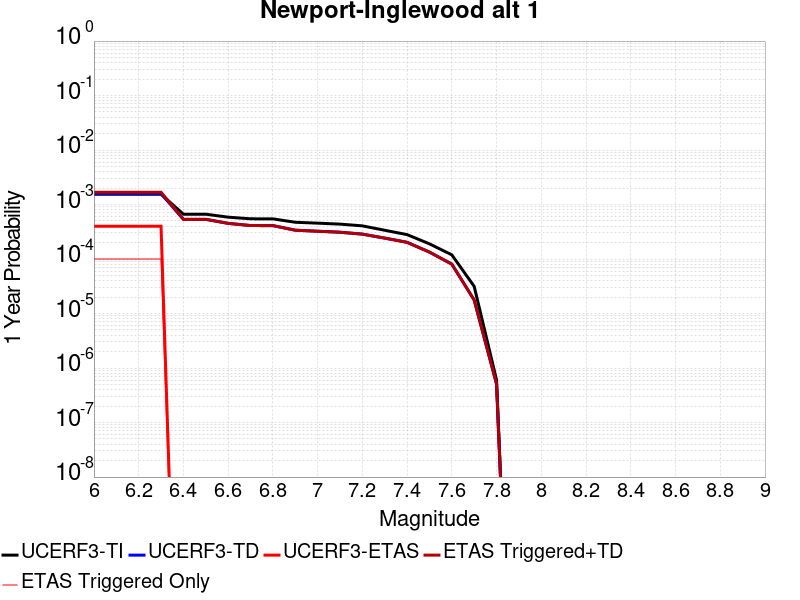 Newport-Inglewood alt 1
10^0
10^-1
10^-2
10^-3
10^-4
10^-5
10^-6
10^-7
10^-8
1 Year Probability
6 6.2 6.4 6.6 6.8 7 7.2 7.4 7.6 7.8 8 8.2 8.4 8.6 8.8 9
Magnitude
UCERF3-TI UCERF3-TD UCERF3-ETAS ETAS Triggered+TD
ETAS Triggered Only